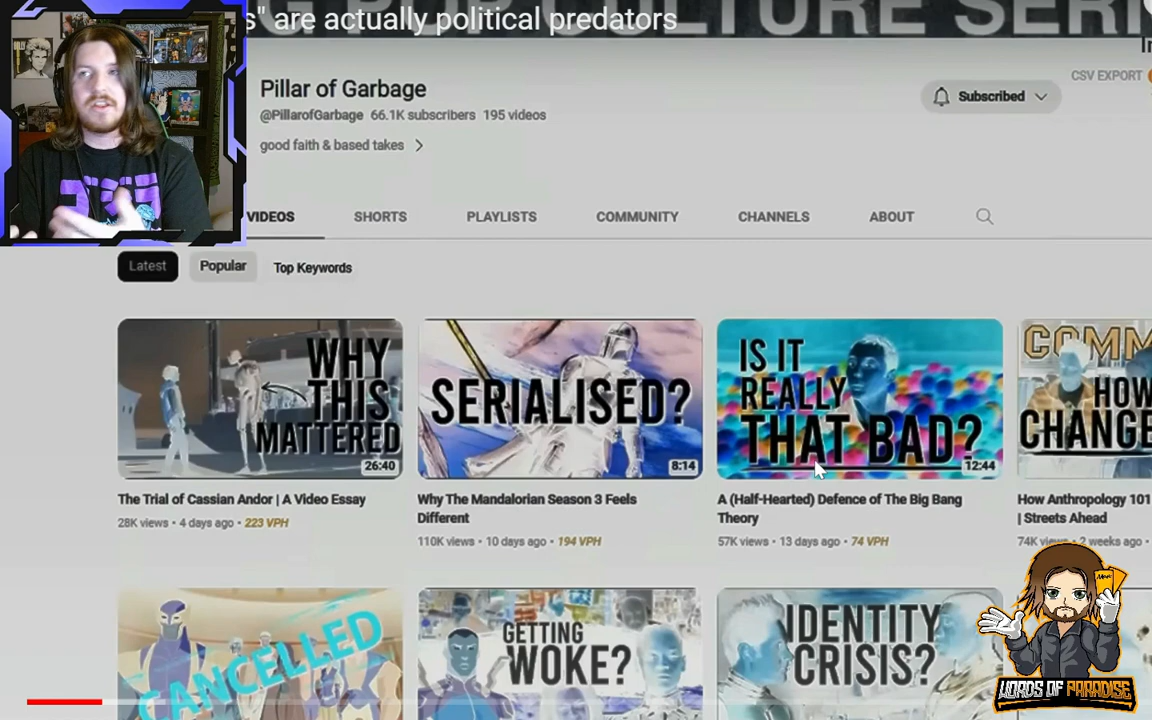 G POP CULTURE SERI
s" are actually political predators
Pillar of Garbage
@PillarofGarbage 66.1K subscribers 195 videos
good faith & based takes
Subscribed
CSV EXPORT
VIDEOS SHORTS PLAYLISTS COMMUNITY CHANNELS ABOUT
Latest Popular Top Keywords
WHY
THIS
MATTERED
26:40
SERIALISED?
8:14
IS IT
REALLY
THAT BAD?
12:44
COMM
HOW
CHANGE
The Trial of Cassian Andor | A Video Essay
28K views • 4 days ago • 223 VPH
Why The Mandalorian Season 3 Feels
Different
110K views • 10 days ago • 194 VPH
A (Half-Hearted) Defence of The Big Bang
Theory
57K views • 13 days ago • 74 VPH
How Anthropology 101
| Streets Ahead
74K views • 2 weeks ago •
CANCELLED
GETTING
WOKE?
IDENTITY
CRISIS?
WORDS OF PARADISE